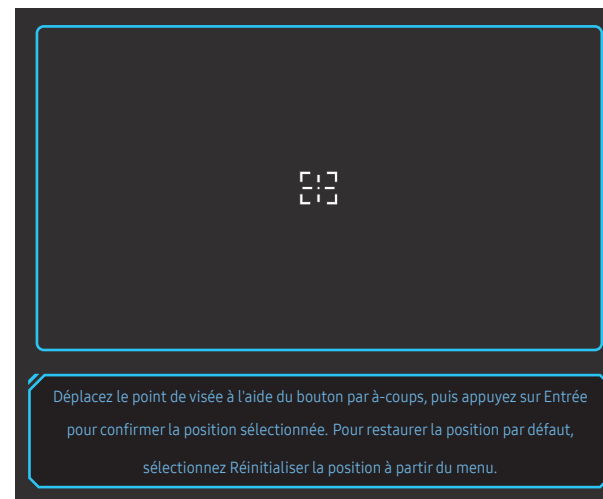 Déplacez le point de visée à l'aide du bouton par à-coups, puis appuyez sur Entrée
pour confirmer la position sélectionnée. Pour restaurer la position par défaut,
sélectionnez Réinitialiser la position à partir du menu.